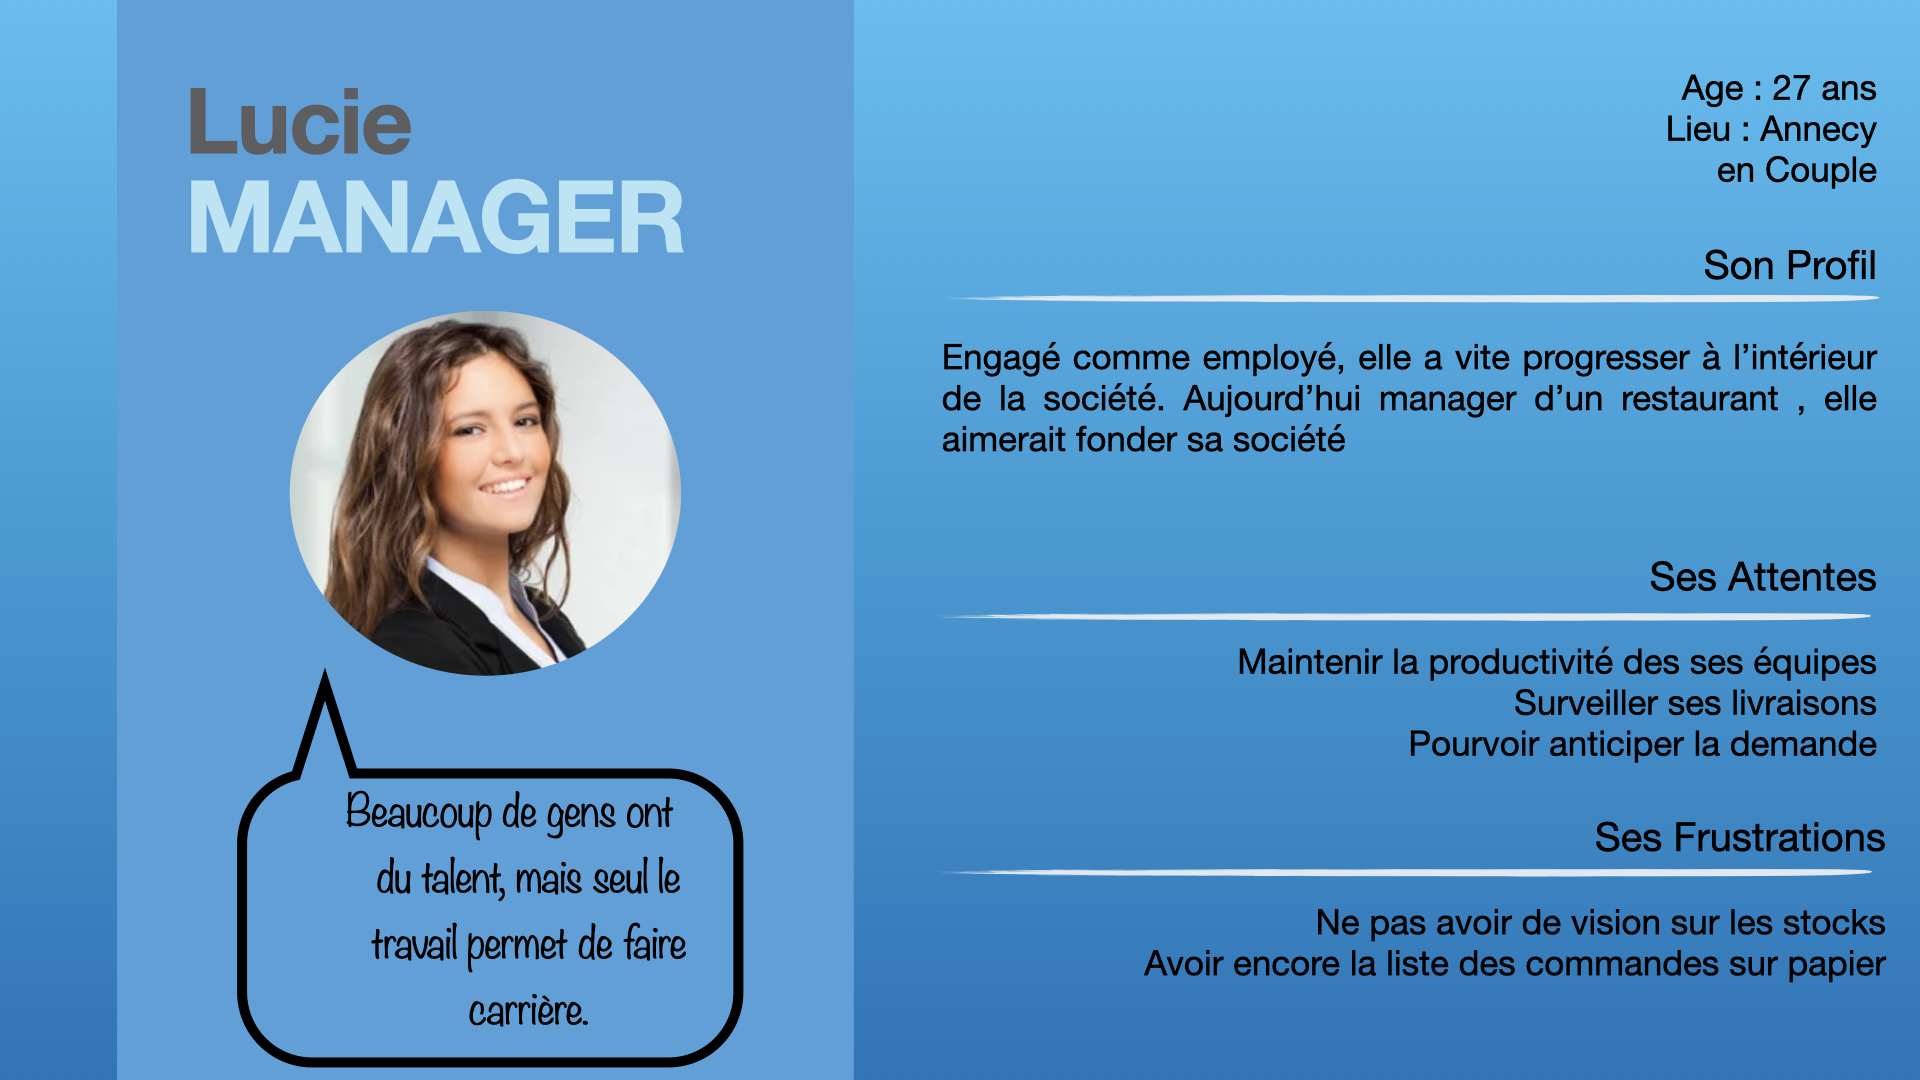 Lucie
MANAGER
Beaucoup de gens ont
du talent, mais seul le
travail permet de faire
carrière.
Age : 27 ans
Lieu : Annecy
en Couple
Son Profil
Engagé comme employé, elle a vite progresser à l’intérieur
de la société. Aujourd’hui manager d’un restaurant , elle
aimerait fonder sa société
Ses Attentes
Maintenir la productivité des ses équipes
Surveiller ses livraisons
Pourvoir anticiper la demande
Ses Frustrations
Ne pas avoir de vision sur les stocks
Avoir encore la liste des commandes sur papier